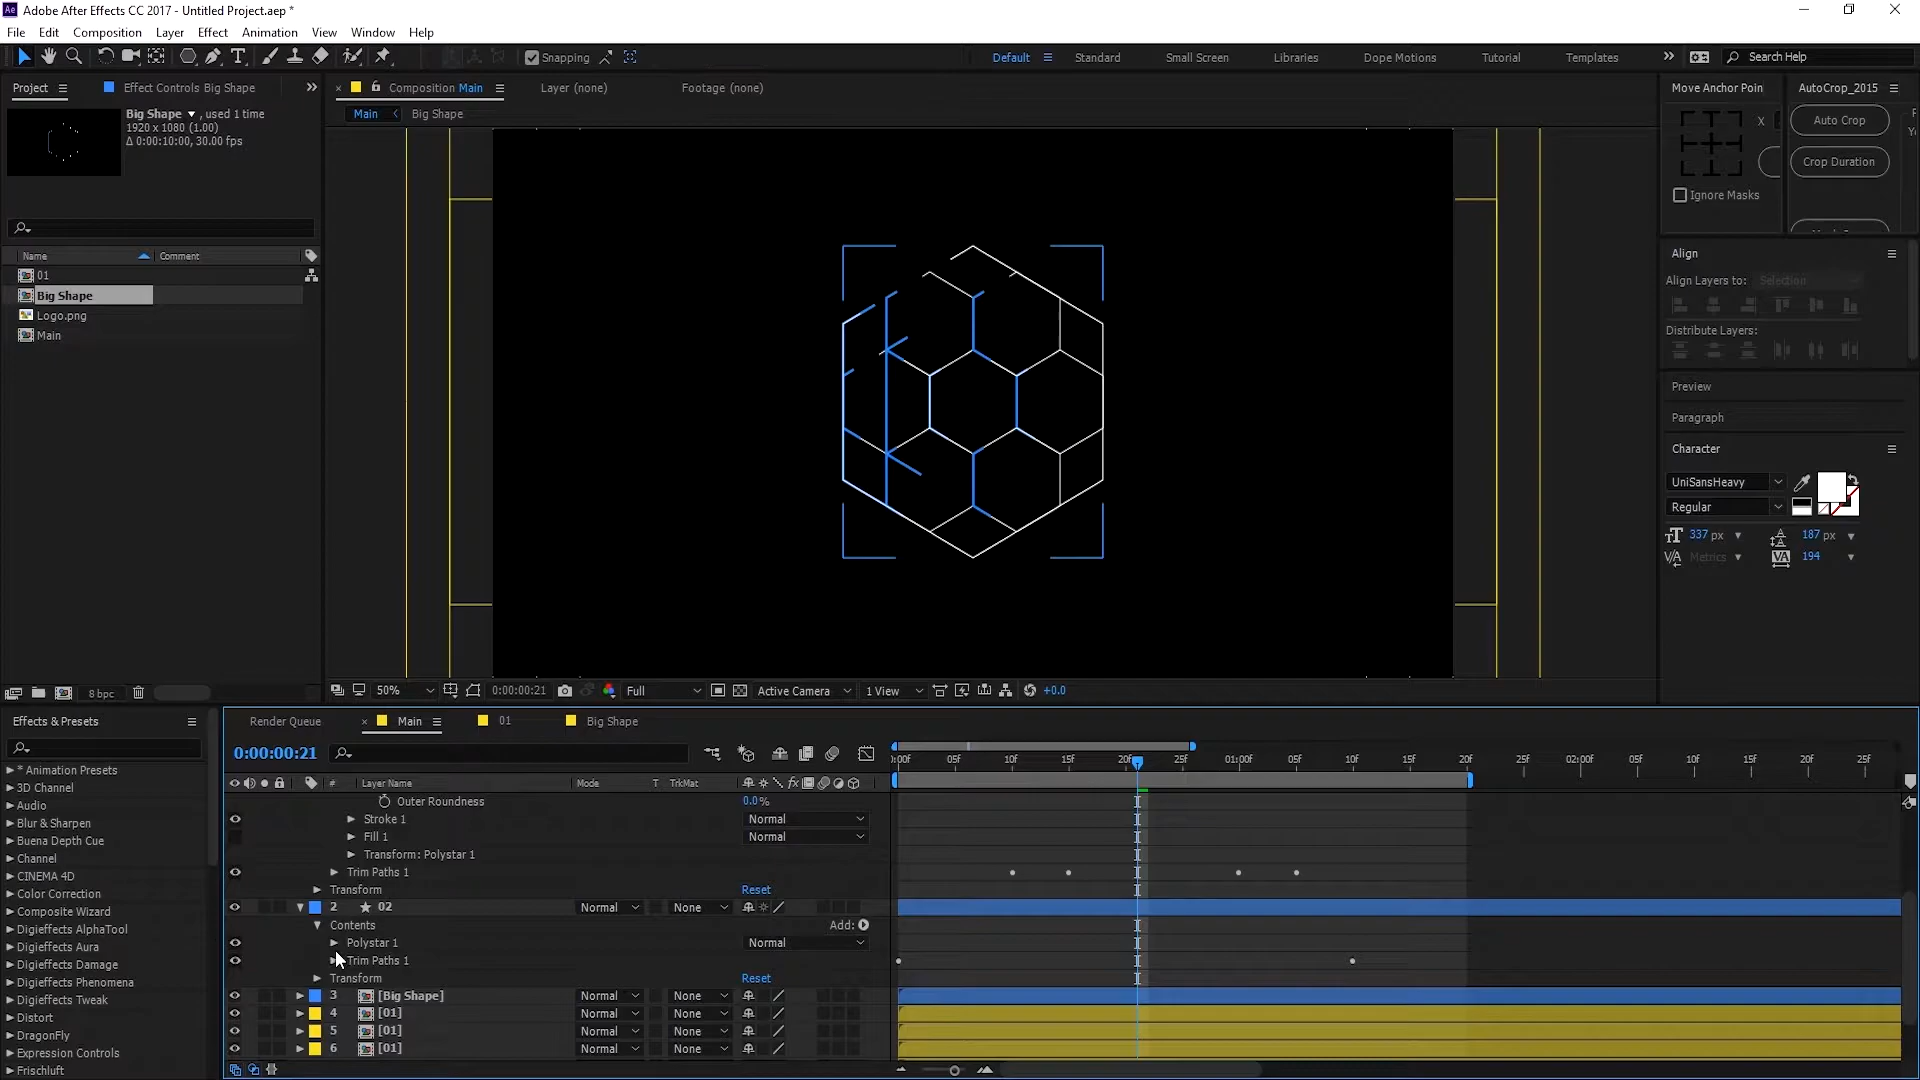 Adobe After Effects CC 2017 - Untitled Project.aep *
File Edit Composition Layer Effect Animation View Window Help
Snapping
Default Standard Small Screen Libraries Dope Motions Tutorial Templates Search Help
Project Effect Controls Big Shape Composition Main Layer (none) Footage (none) Move Anchor Poin AutoCrop_2015
Main Big Shape
Big Shape , used 1 time
1920 x 1080 (1.00)
Δ 0:00:10:00, 30.00 fps
X Auto Crop
Crop Duration
Ignore Masks
Name Comment
01
Big Shape
Logo.png
Main
Align
Align Layers to: Selection
Distribute Layers:
Preview
Paragraph
Character
UniSansHeavy
Regular
337 px 187 px
Metrics 194
8 bpc 50% 0:00:00:21 Full Active Camera 1 View +0.0
Effects & Presets Render Queue Main 01 Big Shape
0:00:00:21
:00F 05F 10F 15F 20F 25F 01:00F 05F 10F 15F 20F 25F 02:00F 05F 10F 15F 20F 25F
# Layer Name Mode T TrkMat
* Animation Presets
3D Channel
Audio
Blur & Sharpen
Buena Depth Cue
Channel
CINEMA 4D
Color Correction
Composite Wizard
Digieffects AlphaTool
Digieffects Aura
Digieffects Damage
Digieffects Phenomena
Digieffects Tweak
Distort
DragonFly
Expression Controls
Frischluft
Outer Roundness 0.0%
Stroke 1 Normal
Fill 1 Normal
Transform: Polystar 1
Trim Paths 1
Transform Reset
2 02 Normal None
Contents Add:
Polystar 1 Normal
Trim Paths 1
Transform Reset
3 [Big Shape] Normal None
4 [01] Normal None
5 [01] Normal None
6 [01] Normal None